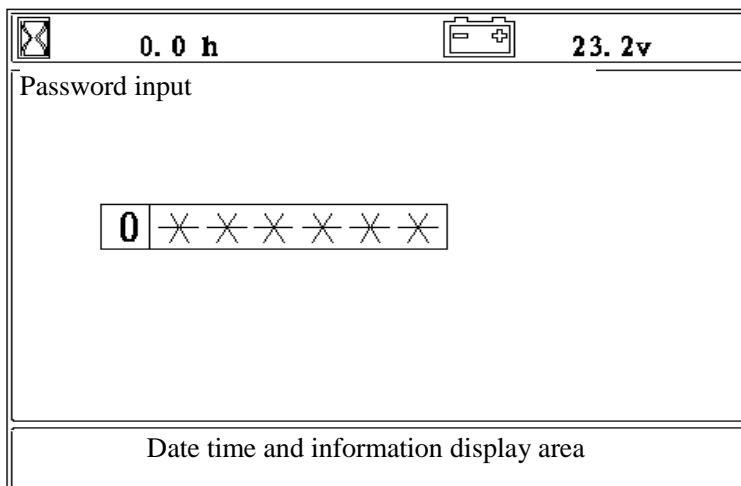 0.0 h 23.2v
Password input
0******
Date time and information display area